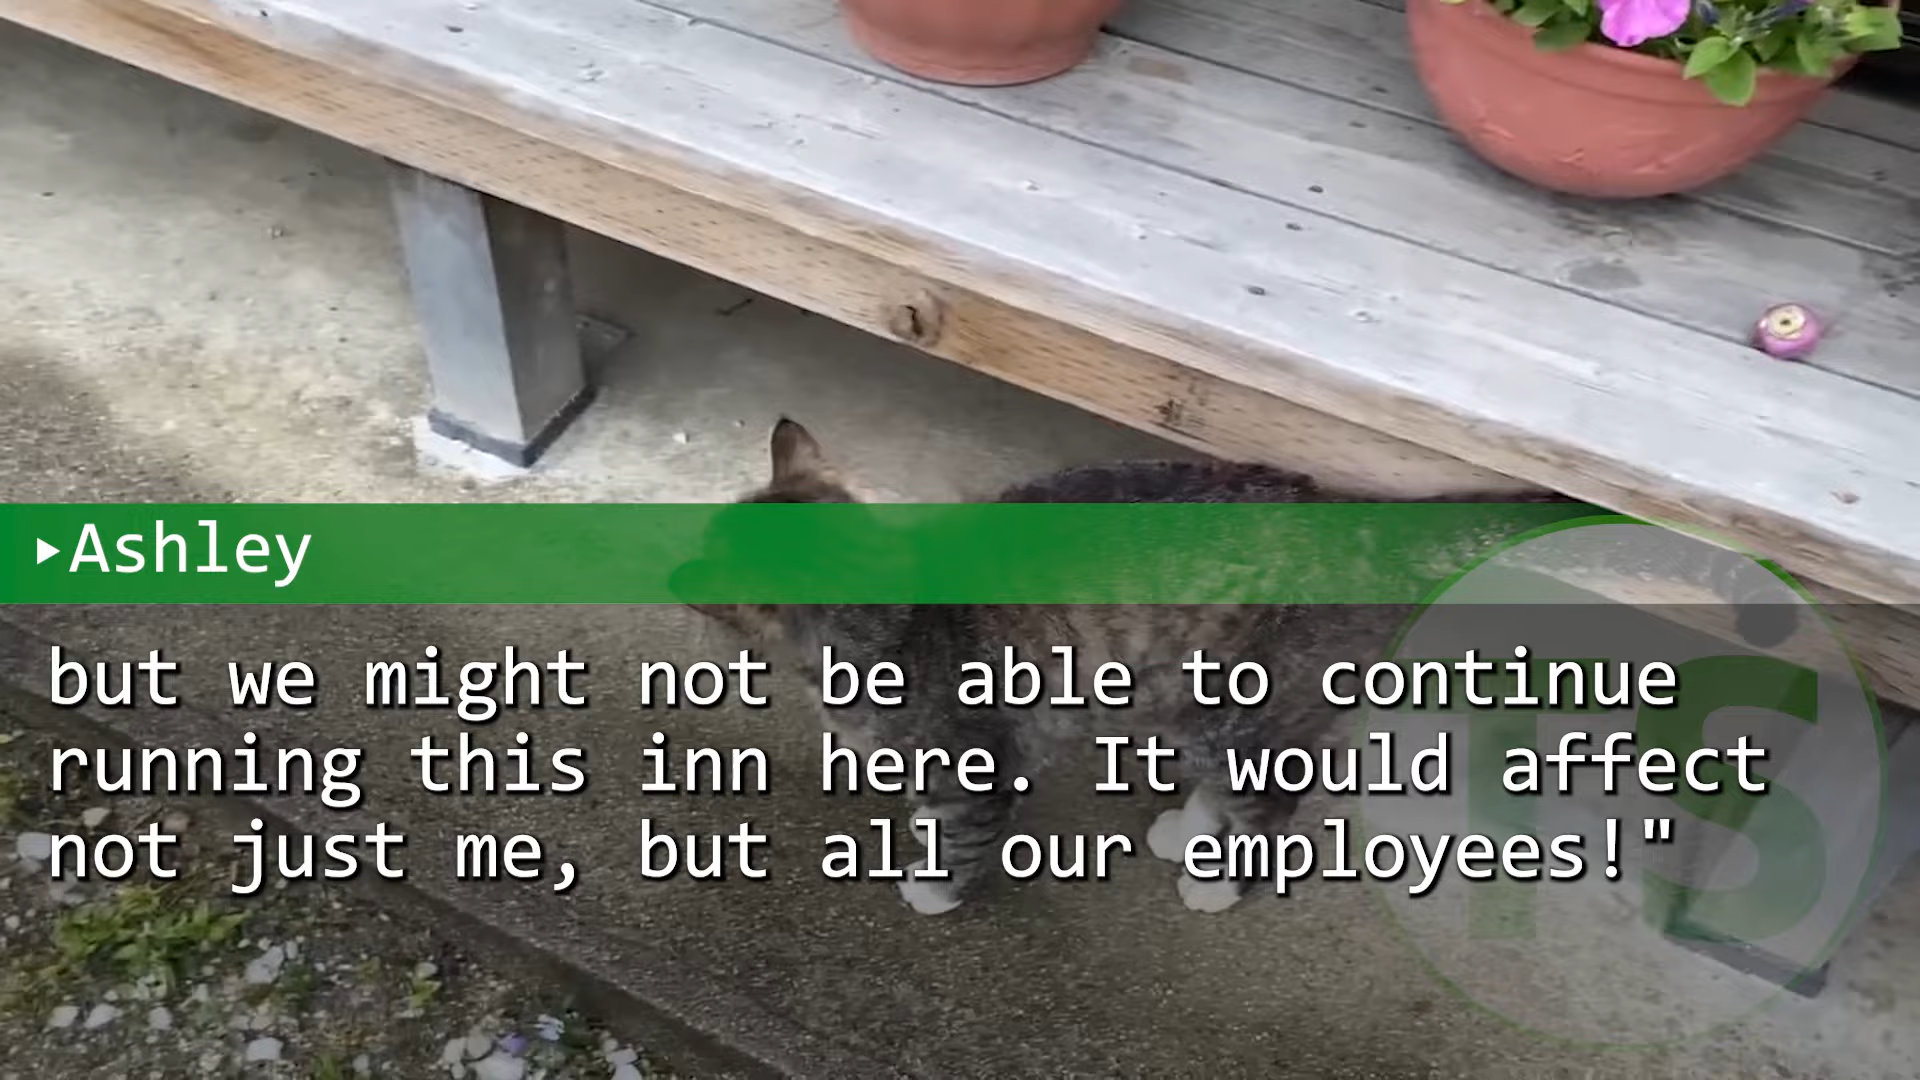 ▶Ashley
but we might not be able to continue
running this inn here. It would affect
not just me, but all our employees!"
TS